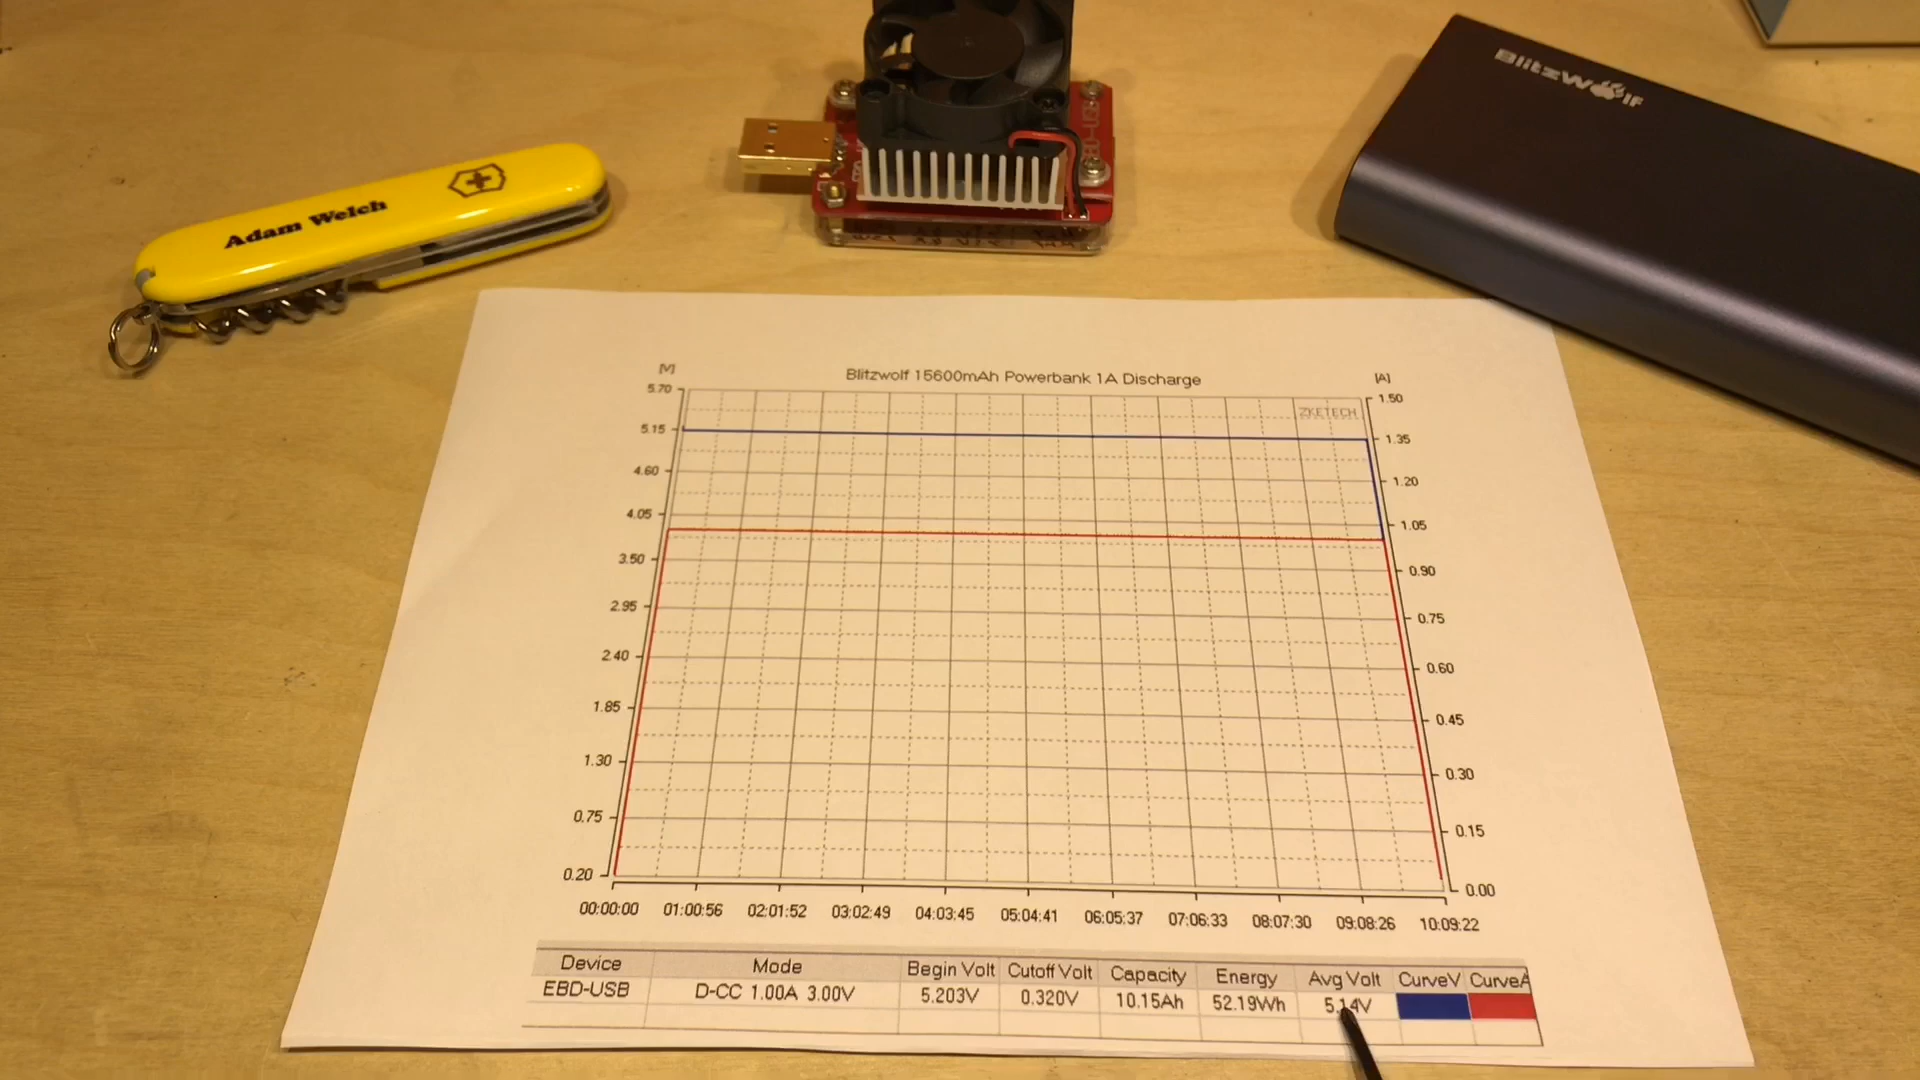 BlitzWolf
EBD-USB
Adam Welch
Blitzwolf 15600mAh Powerbank 1A Discharge
[V]
[A]
ZKETECH
5.70
5.15
4.60
4.05
3.50
2.95
2.40
1.85
1.30
0.75
0.20
1.50
1.35
1.20
1.05
0.90
0.75
0.60
0.45
0.30
0.15
0.00
00:00:00 01:00:56 02:01:52 03:02:49 04:03:45 05:04:41 06:05:37 07:06:33 08:07:30 09:08:26 10:09:22
Device Mode Begin Volt Cutoff Volt Capacity Energy Avg Volt CurveV CurveA
EBD-USB D-CC 1.00A 3.00V 5.203V 0.320V 10.15Ah 52.19Wh 5.14V